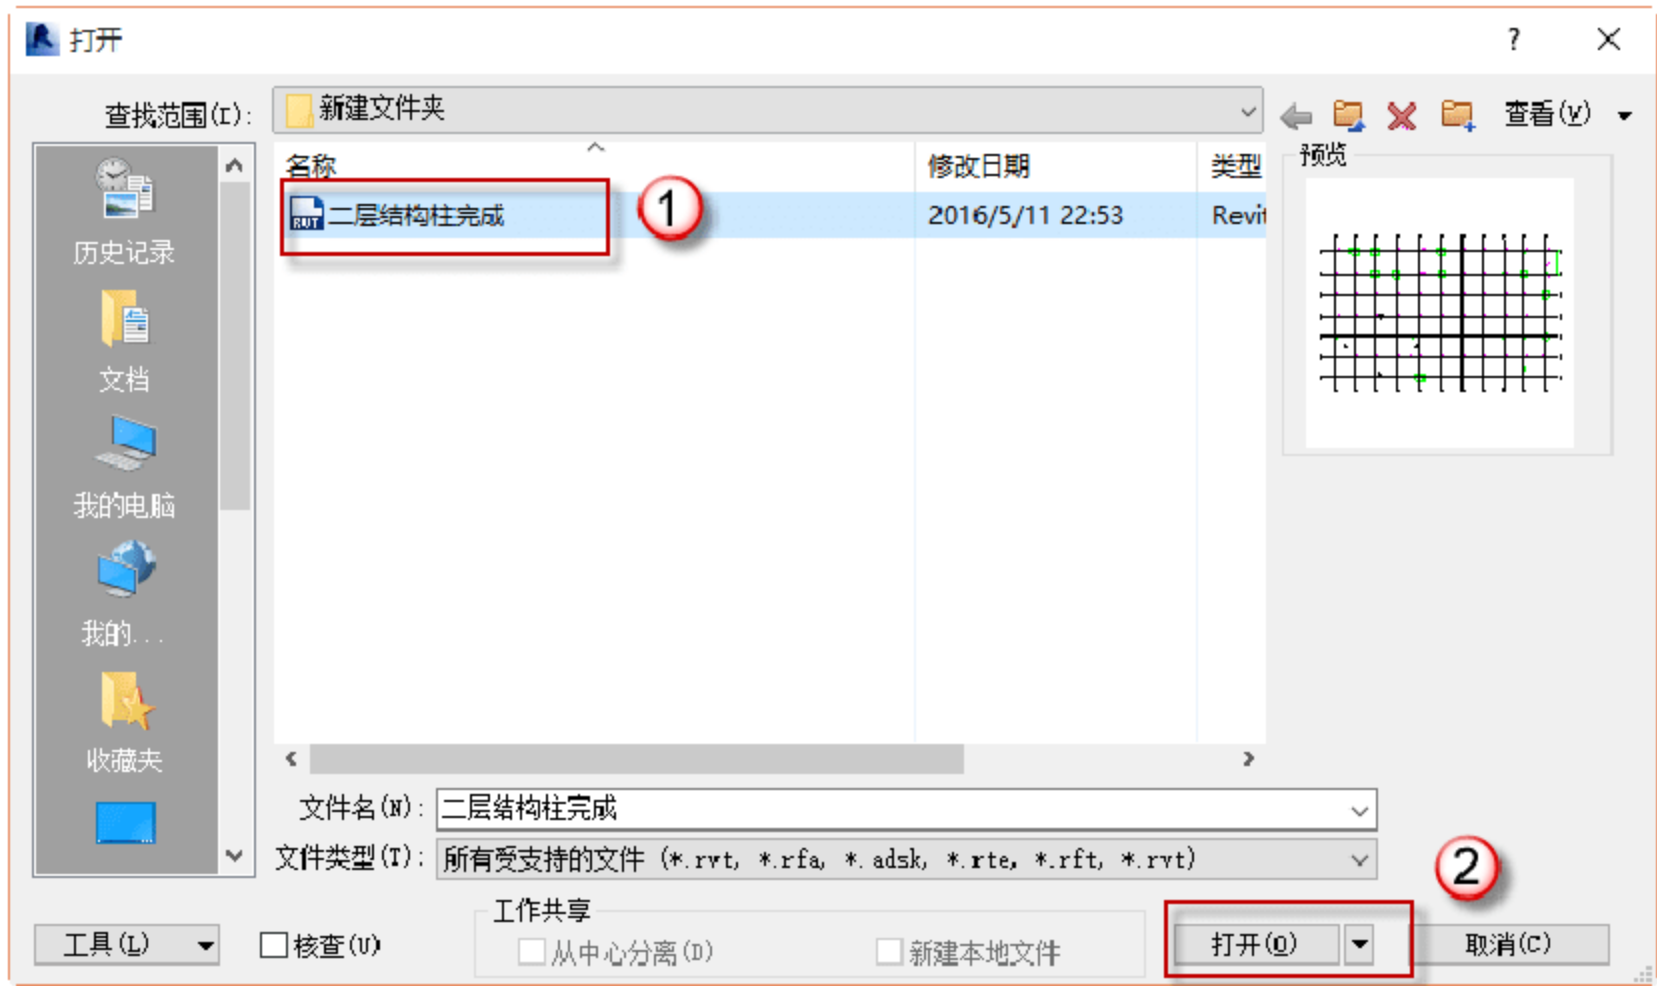 打开
查找范围(I):
新建文件夹
查看(V)
名称
修改日期
类型
预览
二层结构柱完成
①
2016/5/11 22:53
Revit
历史记录
文档
我的电脑
我的...
收藏夹
文件名(N):
二层结构柱完成
文件类型(T):
所有受支持的文件 (*.rvt, *.rfa, *.adsk, *.rte, *.rft, *.rvt)
②
工具(L)
核查(U)
工作共享
从中心分离(D)
新建本地文件
打开(O)
取消(C)